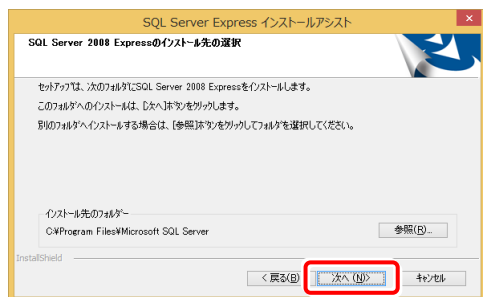 SQL Server Express インストールアシスト
SQL Server 2008 Expressのインストール先の選択
セットアップは、次のフォルダにSQL Server 2008 Expressをインストールします。
このフォルダへのインストールは、[次へ]ボタンをクリックします。
別のフォルダへインストールする場合は、[参照]ボタンをクリックしてフォルダを選択してください。
インストール先のフォルダー
C:¥Program Files¥Microsoft SQL Server
参照(R)...
InstallShield
< 戻る(B)
次へ (N)>
キャンセル